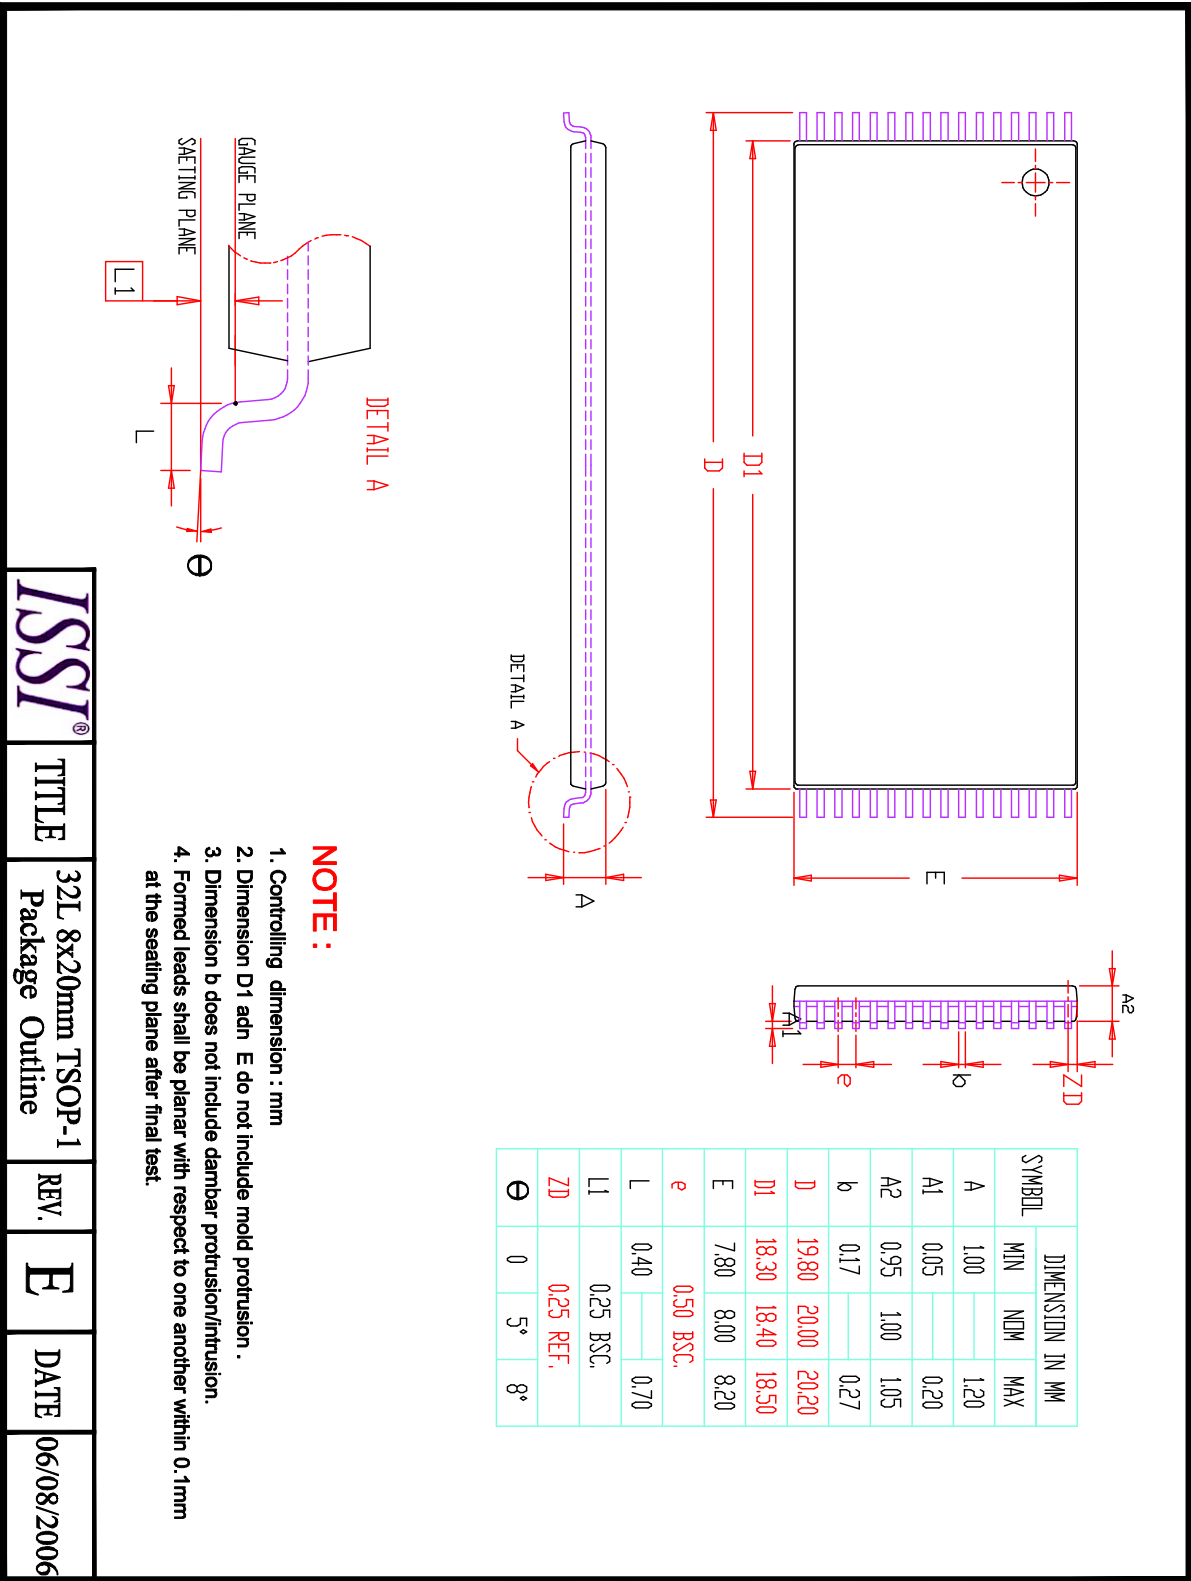 D1
D
E
A2
A1
e
b
ZD
DETAIL A
A
GAUGE PLANE
SAETING PLANE
L1
L
DETAIL A
Θ
SYMBOL DIMENSION IN MM
MIN NOM MAX
A 1.00 1.20
A1 0.05 0.20
A2 0.95 1.00 1.05
b 0.17 0.27
D 19.80 20.00 20.20
D1 18.30 18.40 18.50
E 7.80 8.00 8.20
e 0.50 BSC.
L 0.40 0.70
L1 0.25 BSC.
ZD 0.25 REF.
Θ 0 5° 8°
NOTE :
1. Controlling dimension : mm
2. Dimension D1 adn E do not include mold protrusion .
3. Dimension b does not include dambar protrusion/intrusion.
4. Formed leads shall be planar with respect to one another within 0.1mm
at the seating plane after final test.
ISSI®
TITLE
32L 8x20mm TSOP-1
Package Outline
REV.
E
DATE
06/08/2006